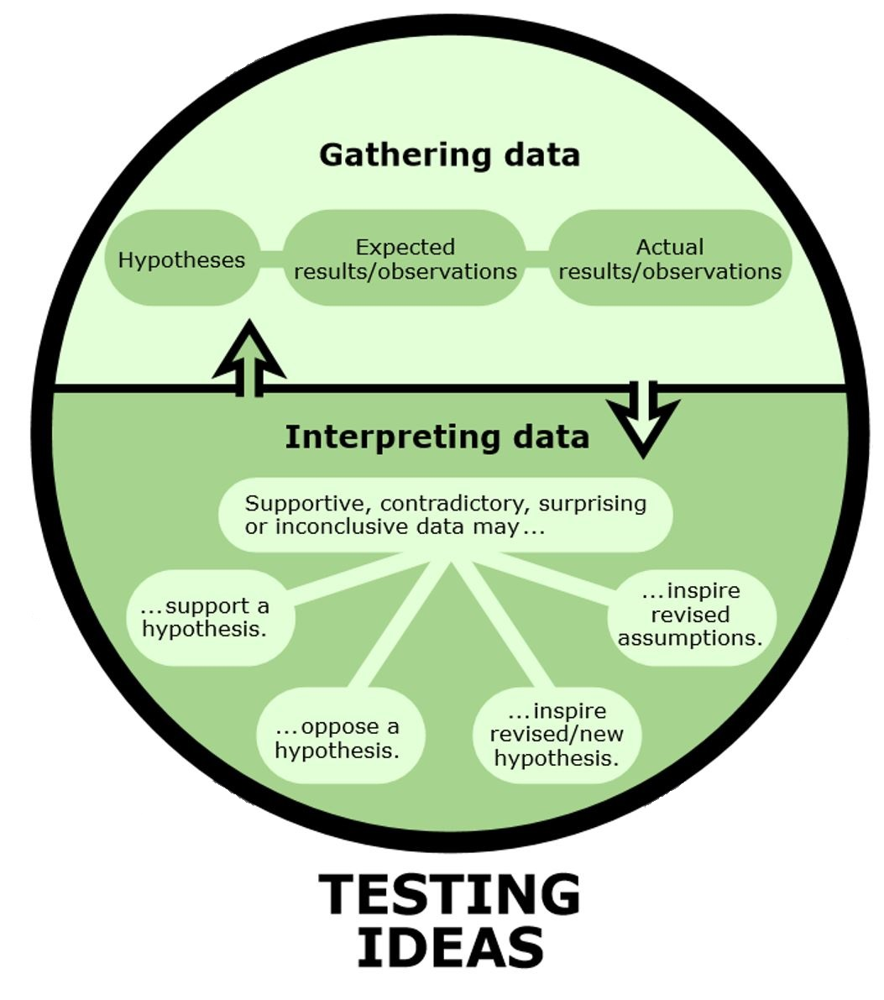 Gathering data
Hypotheses
Expected
results/observations
Actual
results/observations
Interpreting data
Supportive, contradictory, surprising
or inconclusive data may...
...support a
hypothesis.
...oppose a
hypothesis.
...inspire
revised/new
hypothesis.
...inspire
revised
assumptions.
TESTING
IDEAS